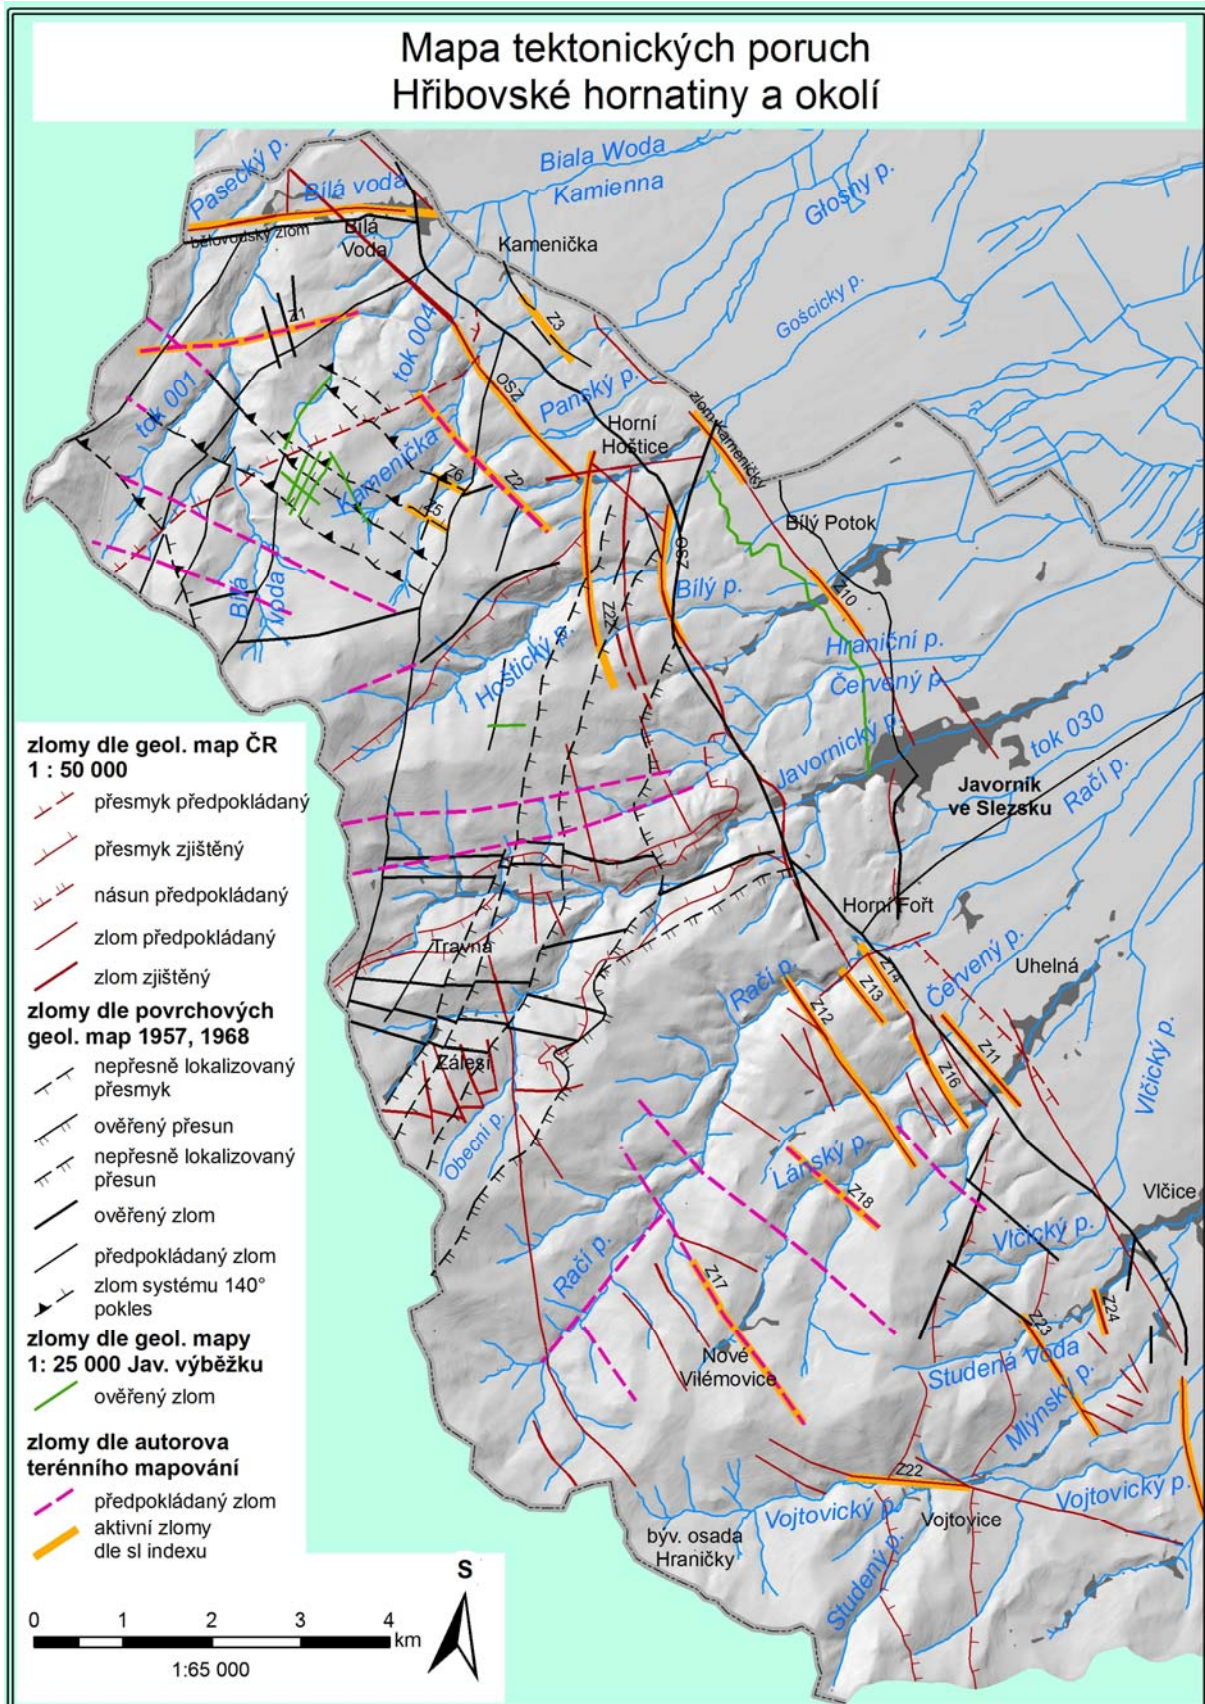 Mapa tektonických poruch
Hřibovské hornatiny a okolí
Pasecký p.
Bílá voda
Biala Woda
Kamienna
Głosny p.
bělovodský zlom
Bílá
Voda
Kamenička
Gościcky p.
Z1
tok 004
Z3
tok 001
OSZ
Panský p.
Horní
Hoštice
zlom Kameničky
Kamenička
Z6
Z5
Z2
Bílý Potok
OSZ
Bílý p.
Z10
Bílá
voda
Z22
Hoštický p.
Hraniční p.
Červený p.
Javornický p.
tok 030
Račí p.
Javorník
ve Slezsku
Horní Fořt
Travná
Račí p.
Z14
Z13
Z12
Červený p.
Uhelná
Z11
Z16
Vlčický p.
Zálesí
Obecní p.
Lánský p.
Z18
Vlčice
Vlčický p.
Račí p.
Z17
Z24
Z23
Nové
Vilémovice
Studená Voda
Mlýnský p.
Z22
Vojtovický p.
Vojtovický p.
Vojtovice
Studený p.
býv. osada
Hraničky
zlomy dle geol. map ČR
1 : 50 000
přesmyk předpokládaný
přesmyk zjištěný
násun předpokládaný
zlom předpokládaný
zlom zjištěný
zlomy dle povrchových
geol. map 1957, 1968
nepřesně lokalizovaný
přesmyk
ověřený přesun
nepřesně lokalizovaný
přesun
ověřený zlom
předpokládaný zlom
zlom systému 140°
pokles
zlomy dle geol. mapy
1: 25 000 Jav. výběžku
ověřený zlom
zlomy dle autorova
terénního mapování
předpokládaný zlom
aktivní zlomy
dle sl indexu
S
0 1 2 3 4
km
1:65 000